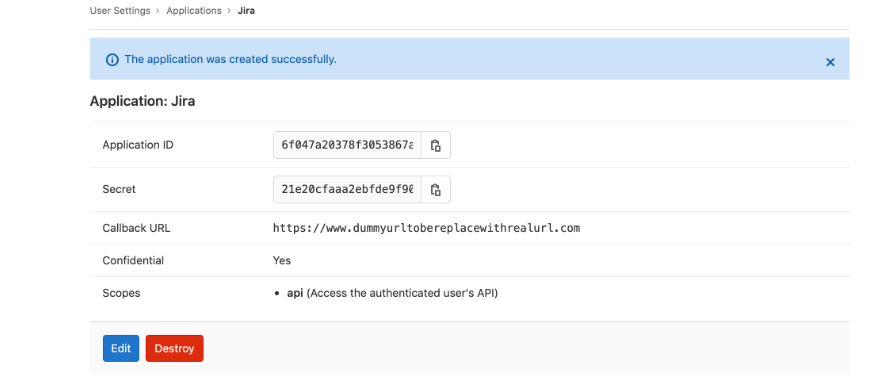 User Settings › Applications › Jira
The application was created successfully.
Application: Jira
Application ID 6f047a20378f3053867a
Secret 21e20cfaaa2ebfde9f90
Callback URL https://www.dummyurltobereplacewithrealurl.com
Confidential Yes
Scopes • api (Access the authenticated user's API)
Edit Destroy